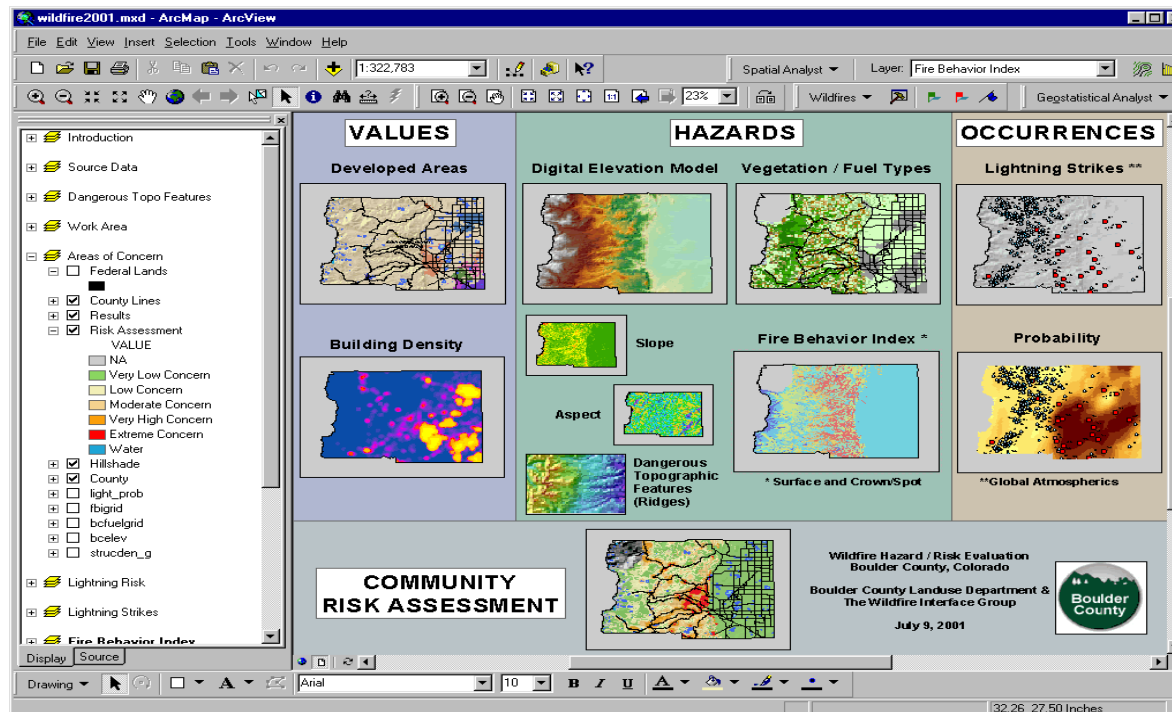 wildfire2001.mxd - ArcMap - ArcView
File Edit View Insert Selection Tools Window Help
1:322,783 Spatial Analyst Layer: Fire Behavior Index
1:1 23% Wildfires Geostatistical Analyst
Introduction
Source Data
Dangerous Topo Features
Work Area
Areas of Concern
Federal Lands
County Lines
Results
Risk Assessment
VALUE
NA
Very Low Concern
Low Concern
Moderate Concern
Very High Concern
Extreme Concern
Water
Hillshade
County
light_prob
fbigrid
bcfuelgrid
bcelev
strucden_g
Lightning Risk
Lightning Strikes
Fire Behavior Index
Display Source
VALUES
Developed Areas
Building Density
HAZARDS
Digital Elevation Model
Vegetation / Fuel Types
Slope
Aspect
Dangerous
Topographic
Features
(Ridges)
Fire Behavior Index *
* Surface and Crown/Spot
OCCURRENCES
Lightning Strikes **
Probability
**Global Atmospherics
COMMUNITY
RISK ASSESSMENT
Wildfire Hazard / Risk Evaluation
Boulder County, Colorado
Boulder County Landuse Department &
The Wildfire Interface Group
July 9, 2001
Boulder
County
Drawing A Arial 10 B I U A
32.26 27.50 Inches